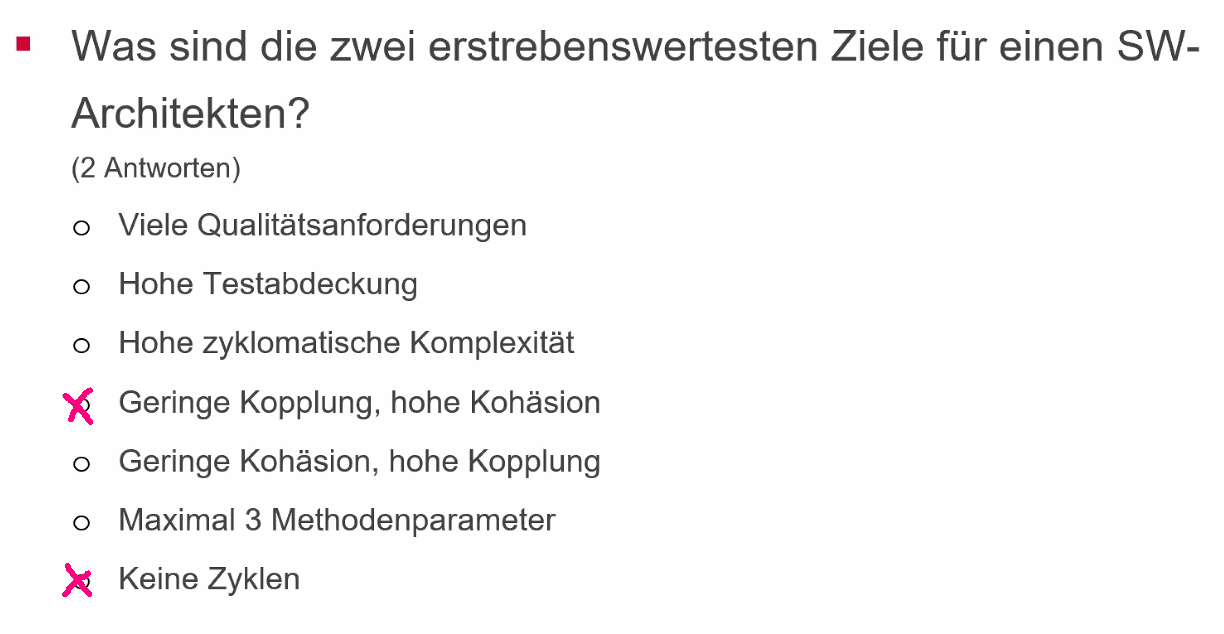 Was sind die zwei erstrebenswertesten Ziele für einen SW-
Architekten?
(2 Antworten)
Viele Qualitätsanforderungen
Hohe Testabdeckung
Hohe zyklomatische Komplexität
Geringe Kopplung, hohe Kohäsion
Geringe Kohäsion, hohe Kopplung
Maximal 3 Methodenparameter
Keine Zyklen